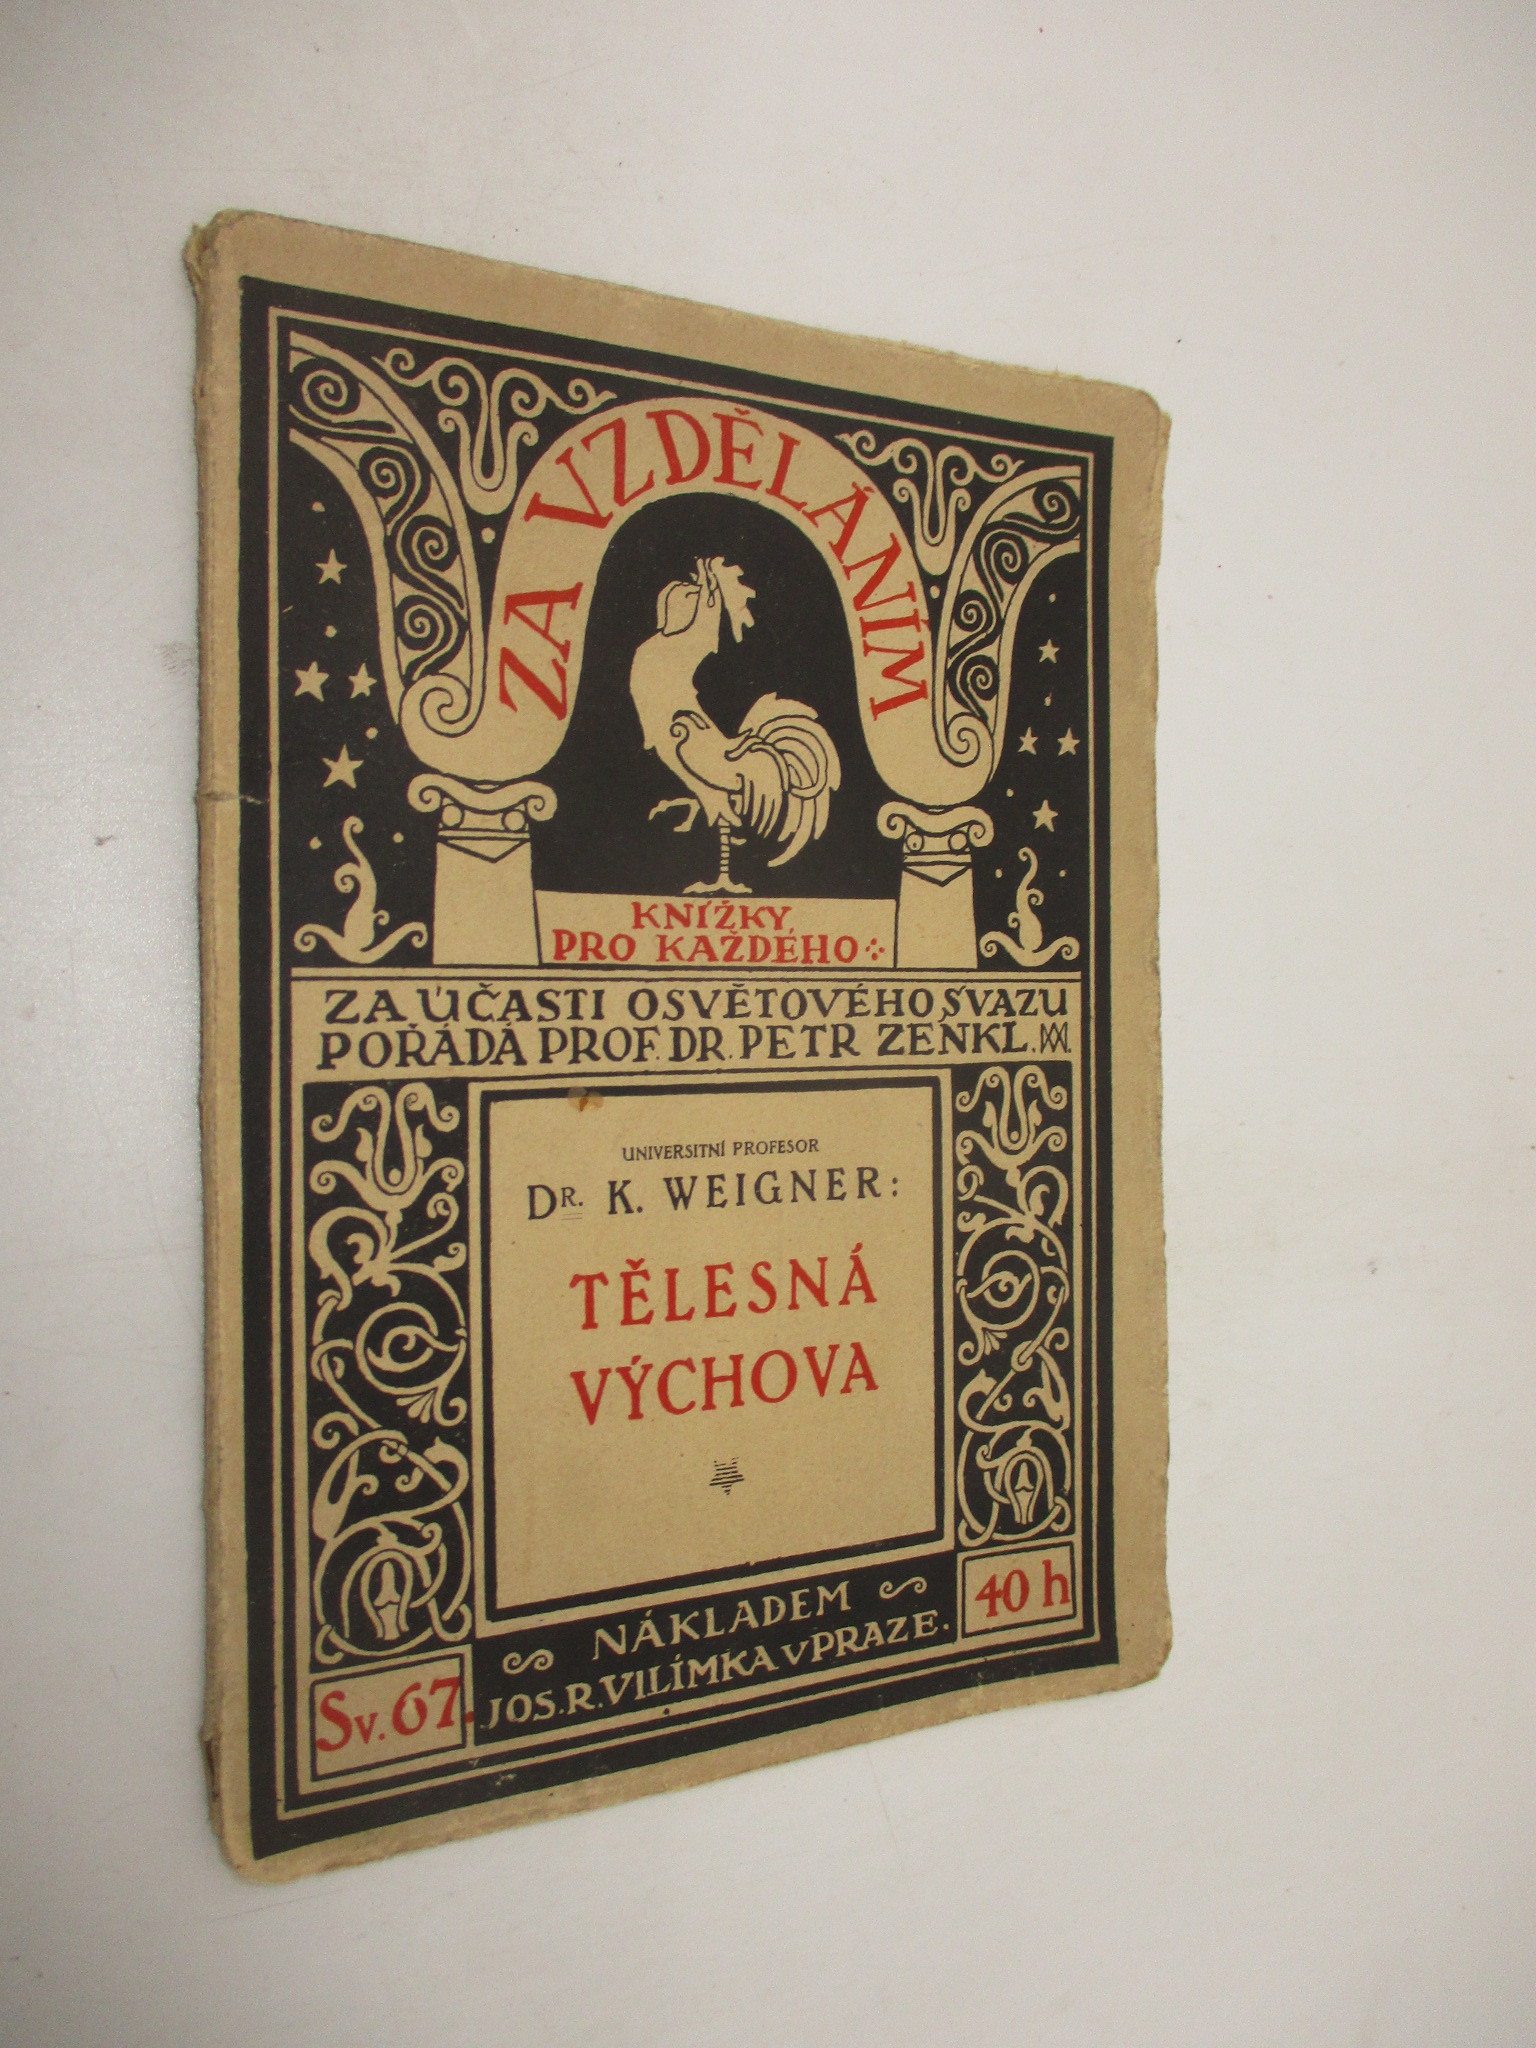 ZA VZDĚLÁNÍM
KNÍŽKY
PRO KAŽDÉHO
ZA ÚČASTI OSVĚTOVÉHO SVAZU
POŘÁDÁ PROF. DR. PETR ZENKL.
UNIVERSITNÍ PROFESOR
DR. K. WEIGNER:
TĚLESNÁ
VÝCHOVA
NÁKLADEM
JOS. R. VILÍMKA V PRAZE.
Sv. 67.
40 h